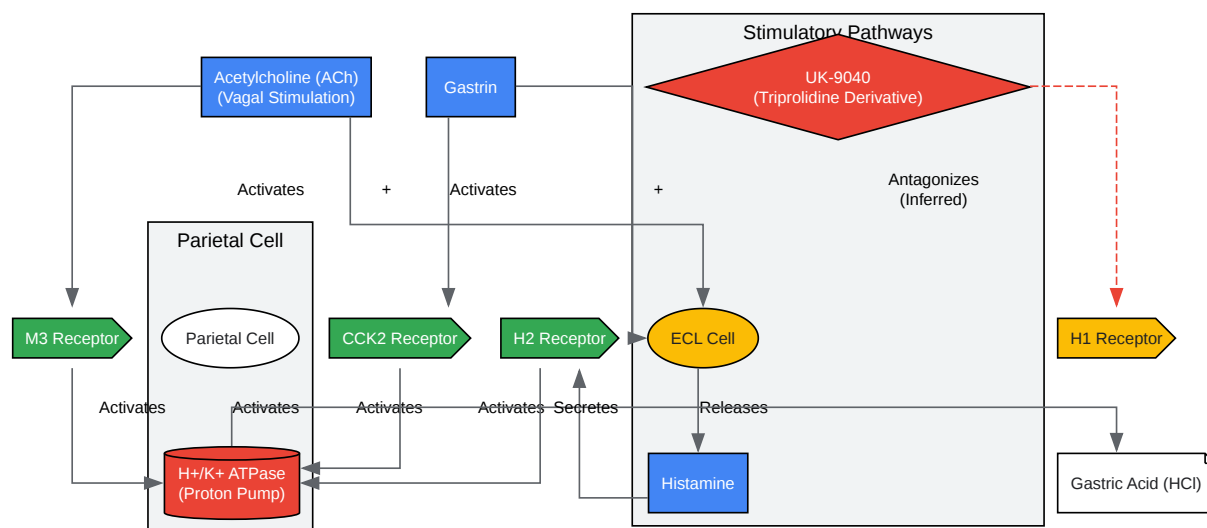 Stimulatory Pathways
Acetylcholine (ACh)
(Vagal Stimulation)
Gastrin
UK-9040
(Triprolidine Derivative)
Activates
+
Activates
+
Antagonizes
(Inferred)
Parietal Cell
M3 Receptor
Parietal Cell
CCK2 Receptor
H2 Receptor
ECL Cell
H1 Receptor
Activates
Activates
Activates
Activates
Secretes
Releases
H+/K+ ATPase
(Proton Pump)
Histamine
Gastric Acid (HCl)